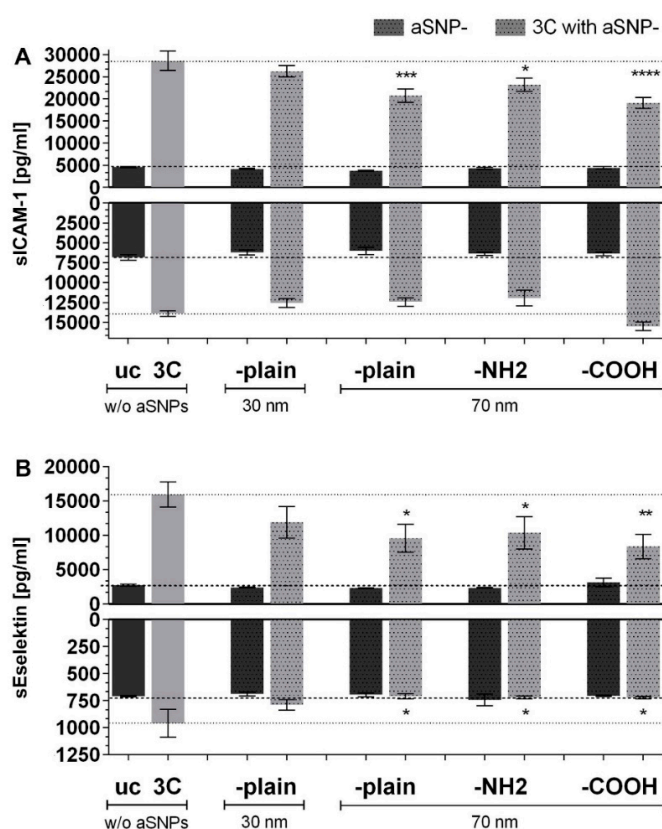 aSNP- 3C with aSNP-
A
sICAM-1 [pg/ml]
30000
25000
20000
15000
10000
5000
0
*** * ****
0
2500
5000
7500
10000
12500
15000
uc 3C -plain -plain -NH2 -COOH
w/o aSNPs 30 nm 70 nm
B
sEselektin [pg/ml]
20000
15000
10000
5000
0
* * **
0
250
500
750
1000
1250
* * *
uc 3C -plain -plain -NH2 -COOH
w/o aSNPs 30 nm 70 nm